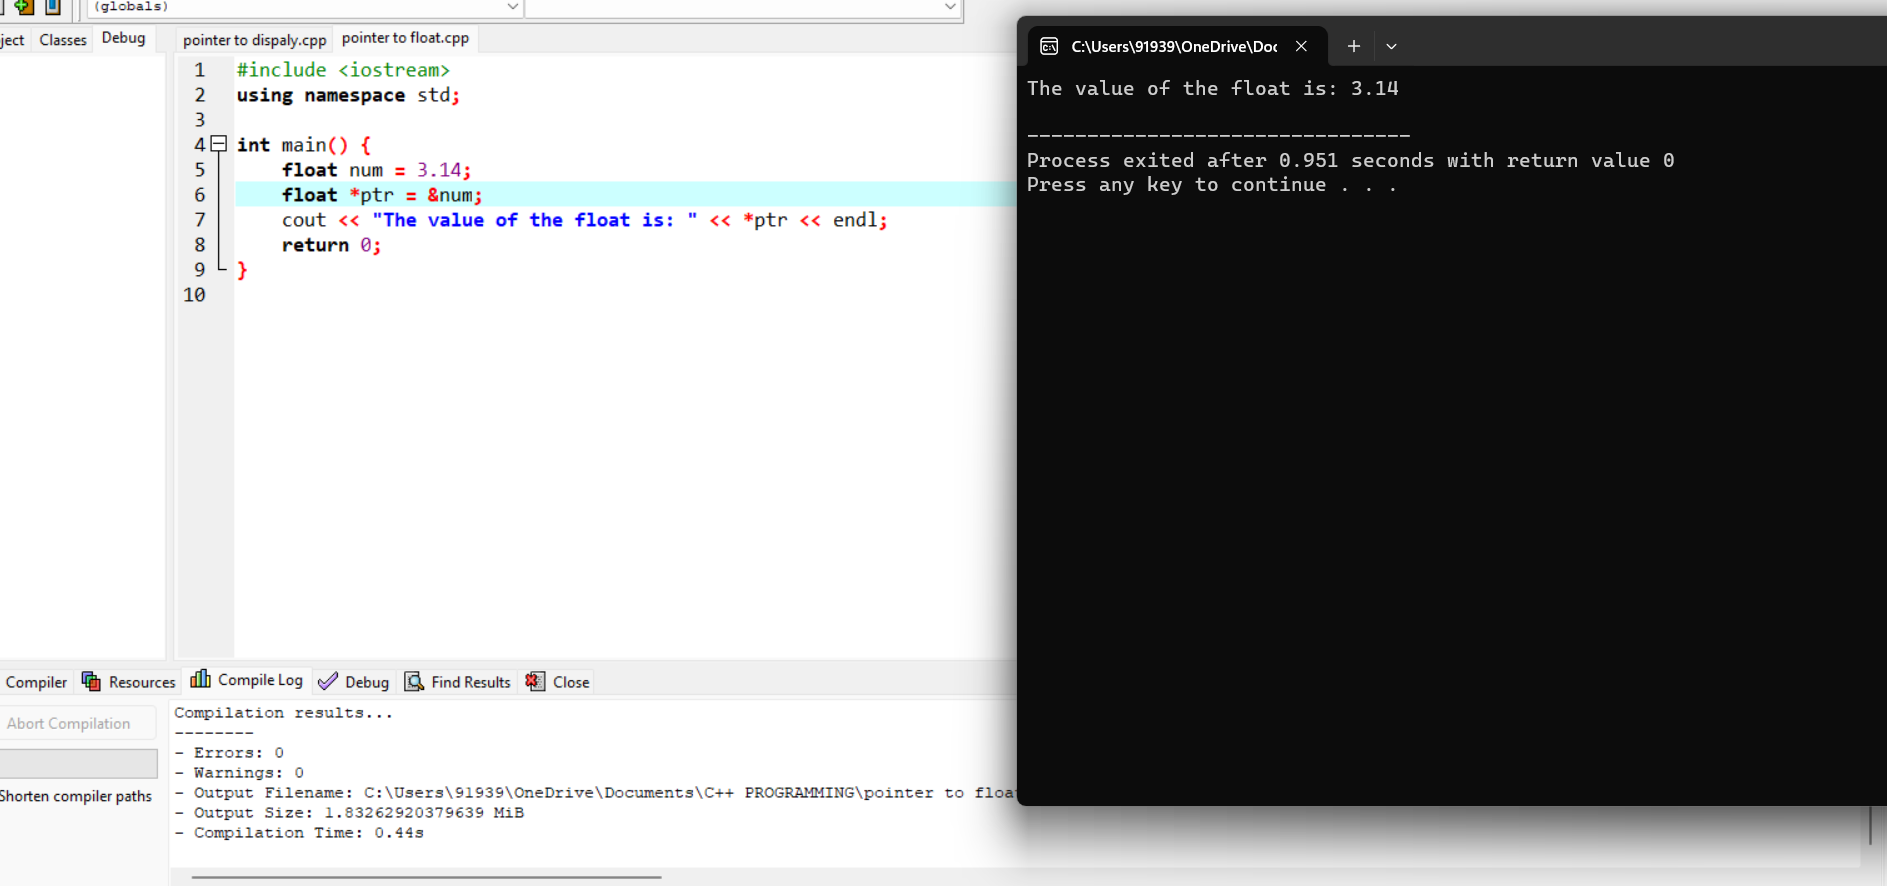 (globals)
ject Classes Debug
pointer to dispaly.cpp pointer to float.cpp
1 #include <iostream>
2 using namespace std;
3
4 int main() {
5 float num = 3.14;
6 float *ptr = &num;
7 cout << "The value of the float is: " << *ptr << endl;
8 return 0;
9 }
10
C:\Users\91939\OneDrive\Doc
The value of the float is: 3.14
--------------------------------
Process exited after 0.951 seconds with return value 0
Press any key to continue . . .
Compiler Resources Compile Log Debug Find Results Close
Abort Compilation
Shorten compiler paths
Compilation results...
--------
- Errors: 0
- Warnings: 0
- Output Filename: C:\Users\91939\OneDrive\Documents\C++ PROGRAMMING\pointer to floa
- Output Size: 1.83262920379639 MiB
- Compilation Time: 0.44s